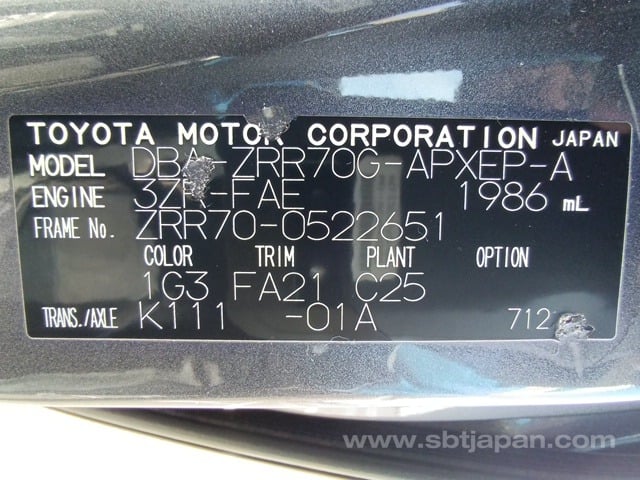 TOYOTA MOTOR CORPORATION JAPAN
MODEL DBA-ZRR70G-APXEP-A
ENGINE 3ZR-FAE 1986 mL
FRAME No. ZRR70-0522651
COLOR TRIM PLANT OPTION
1G3 FA21 C25
TRANS./AXLE K111 -01A 712
www.sbtjapan.com